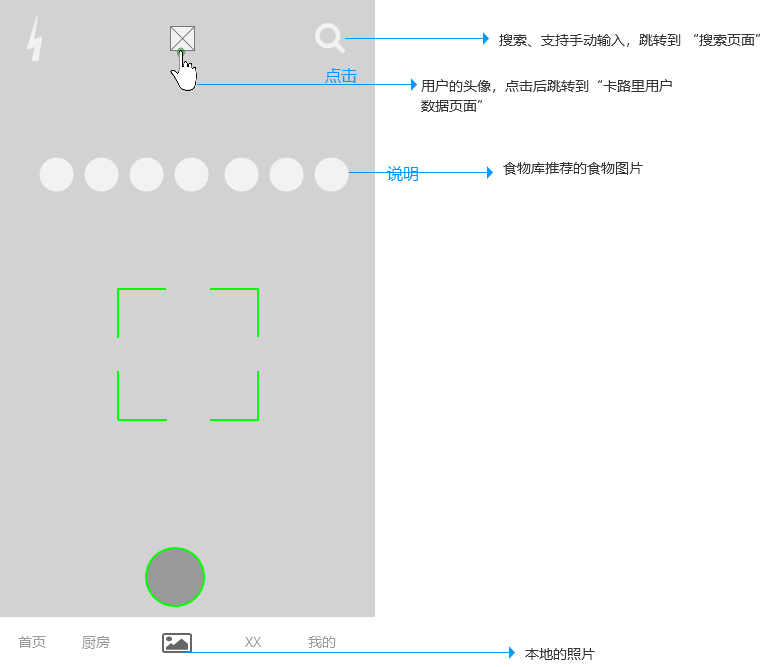 搜索、支持手动输入，跳转到 “搜索页面”
点击
用户的头像，点击后跳转到“卡路里用户
数据页面”
说明
食物库推荐的食物图片
首页
厨房
XX
我的
本地的照片